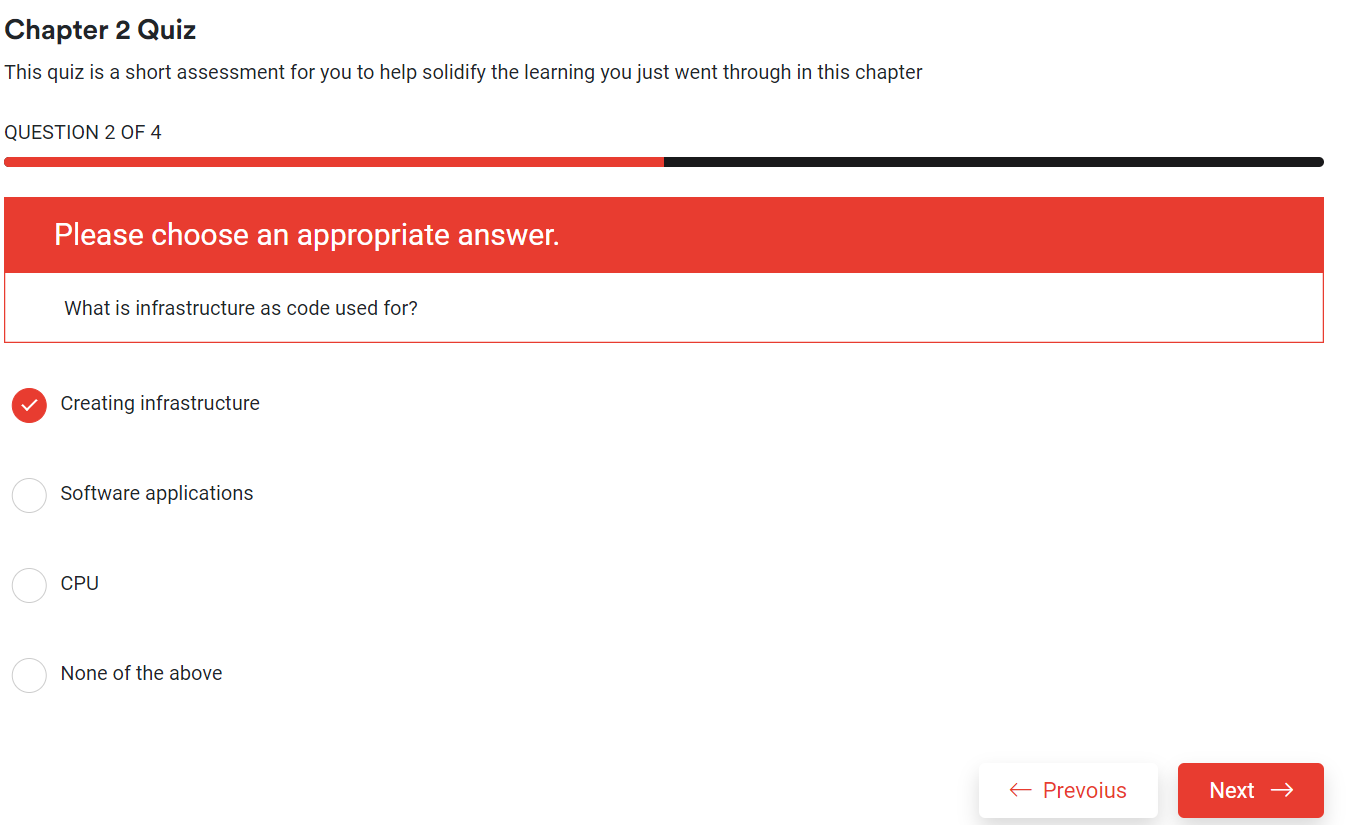 Chapter 2 Quiz
This quiz is a short assessment for you to help solidify the learning you just went through in this chapter
QUESTION 2 OF 4
Please choose an appropriate answer.
What is infrastructure as code used for?
Creating infrastructure
Software applications
CPU
None of the above
Prevoius
Next